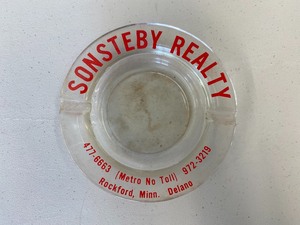 SONSTEBY REALTY
477-6663 (Metro No Toll) 972-3219
Rockford, Minn. Delano